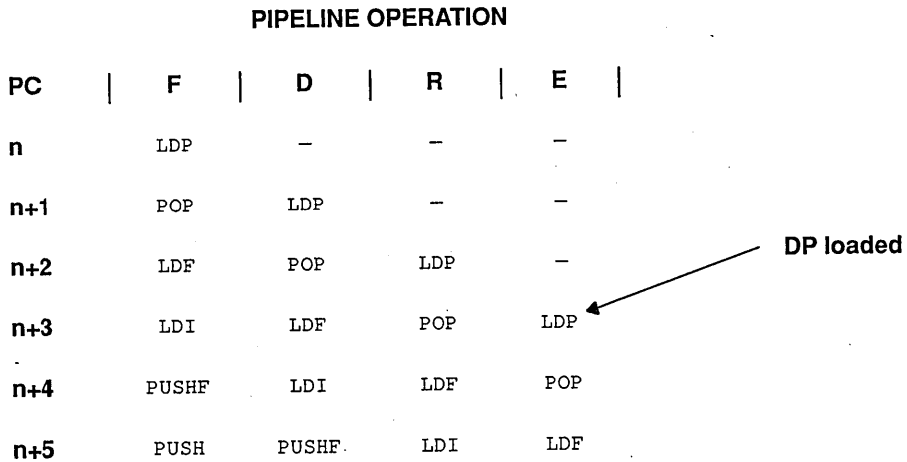 PIPELINE OPERATION
PC | F | D | R | E |
n LDP — — —
n+1 POP LDP — —
n+2 LDF POP LDP —
DP loaded
n+3 LDI LDF POP LDP
n+4 PUSHF LDI LDF POP
n+5 PUSH PUSHF LDI LDF